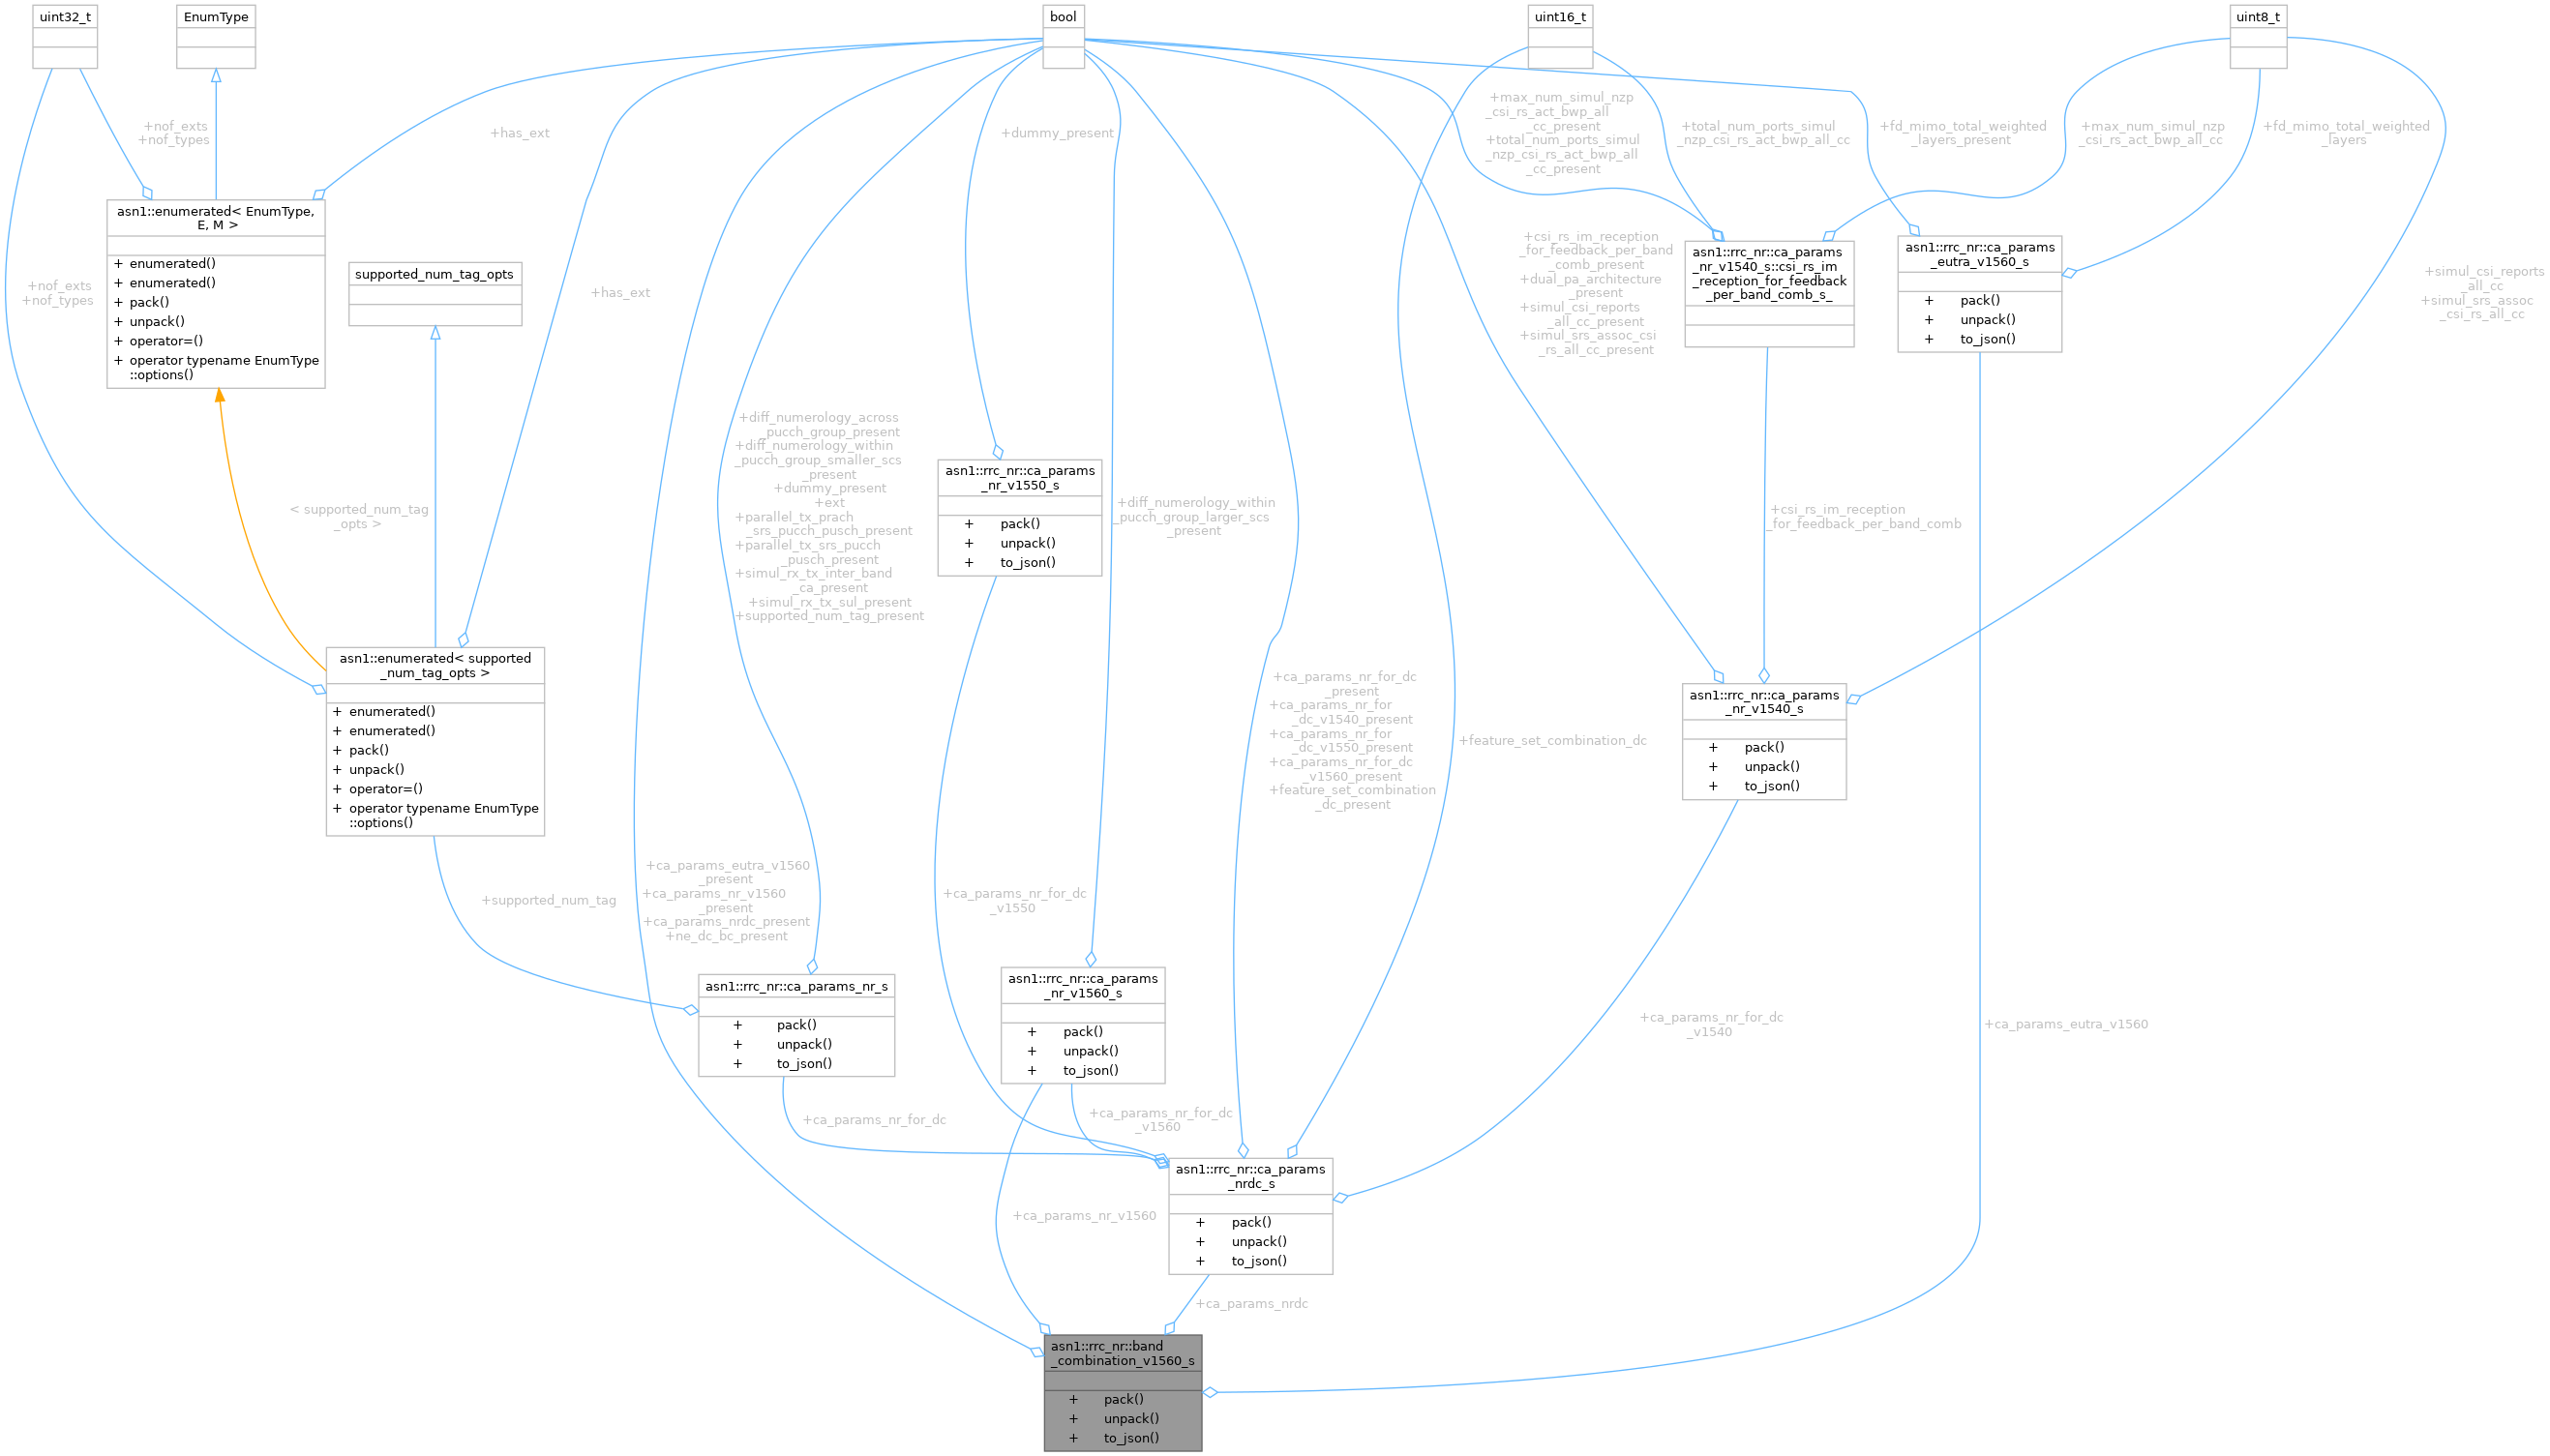 uint32_t
EnumType
bool
uint16_t
uint8_t
+nof_exts
+nof_types
+has_ext
+dummy_present
+max_num_simul_nzp
_csi_rs_act_bwp_all
_cc_present
+total_num_ports_simul
_nzp_csi_rs_act_bwp_all
_cc_present
+total_num_ports_simul
_nzp_csi_rs_act_bwp_all_cc
+fd_mimo_total_weighted
_layers_present
+max_num_simul_nzp
_csi_rs_act_bwp_all_cc
+fd_mimo_total_weighted
_layers
asn1::enumerated< EnumType,
E, M >
+ enumerated()
+ enumerated()
+ pack()
+ unpack()
+ operator=()
+ operator typename EnumType
::options()
supported_num_tag_opts
+nof_exts
+nof_types
+has_ext
+csi_rs_im_reception
_for_feedback_per_band
_comb_present
+dual_pa_architecture
_present
+simul_csi_reports
_all_cc_present
+simul_srs_assoc_csi
_rs_all_cc_present
asn1::rrc_nr::ca_params
_nr_v1540_s::csi_rs_im
_reception_for_feedback
_per_band_comb_s_
asn1::rrc_nr::ca_params
_eutra_v1560_s
+ pack()
+ unpack()
+ to_json()
+simul_csi_reports
_all_cc
+simul_srs_assoc
_csi_rs_all_cc
< supported_num_tag
_opts >
+diff_numerology_across
_pucch_group_present
+diff_numerology_within
_pucch_group_smaller_scs
_present
+dummy_present
+ext
+parallel_tx_prach
_srs_pucch_pusch_present
+parallel_tx_srs_pucch
_pusch_present
+simul_rx_tx_inter_band
_ca_present
+simul_rx_tx_sul_present
+supported_num_tag_present
asn1::rrc_nr::ca_params
_nr_v1550_s
+ pack()
+ unpack()
+ to_json()
+diff_numerology_within
_pucch_group_larger_scs
_present
+csi_rs_im_reception
_for_feedback_per_band_comb
asn1::enumerated< supported
_num_tag_opts >
+ enumerated()
+ enumerated()
+ pack()
+ unpack()
+ operator=()
+ operator typename EnumType
::options()
+ca_params_nr_for_dc
_present
+ca_params_nr_for
_dc_v1540_present
+ca_params_nr_for
_dc_v1550_present
+ca_params_nr_for_dc
_v1560_present
+feature_set_combination
_dc_present
+feature_set_combination_dc
asn1::rrc_nr::ca_params
_nr_v1540_s
+ pack()
+ unpack()
+ to_json()
+supported_num_tag
+ca_params_eutra_v1560
_present
+ca_params_nr_v1560
_present
+ca_params_nrdc_present
+ne_dc_bc_present
+ca_params_nr_for_dc
_v1550
asn1::rrc_nr::ca_params_nr_s
+ pack()
+ unpack()
+ to_json()
asn1::rrc_nr::ca_params
_nr_v1560_s
+ pack()
+ unpack()
+ to_json()
+ca_params_nr_for_dc
_v1540
+ca_params_eutra_v1560
+ca_params_nr_for_dc
+ca_params_nr_for_dc
_v1560
asn1::rrc_nr::ca_params
_nrdc_s
+ pack()
+ unpack()
+ to_json()
+ca_params_nr_v1560
+ca_params_nrdc
asn1::rrc_nr::band
_combination_v1560_s
+ pack()
+ unpack()
+ to_json()